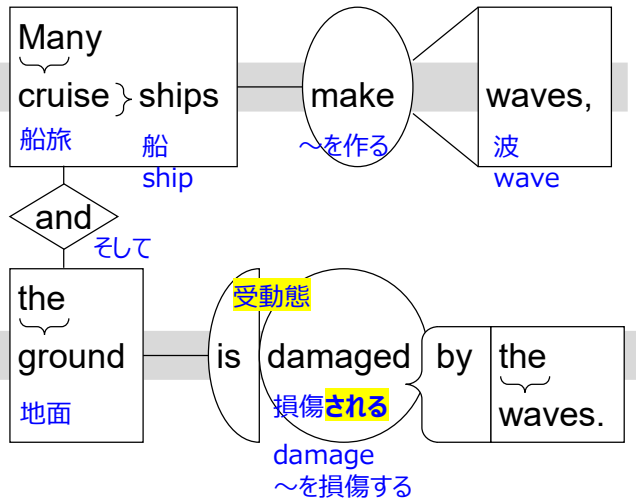 Many
cruise ships make waves,
船旅 船 ～を作る 波
ship wave
and
そして
the 受動態
ground is damaged by the
地面 損傷される waves.
damage
～を損傷する